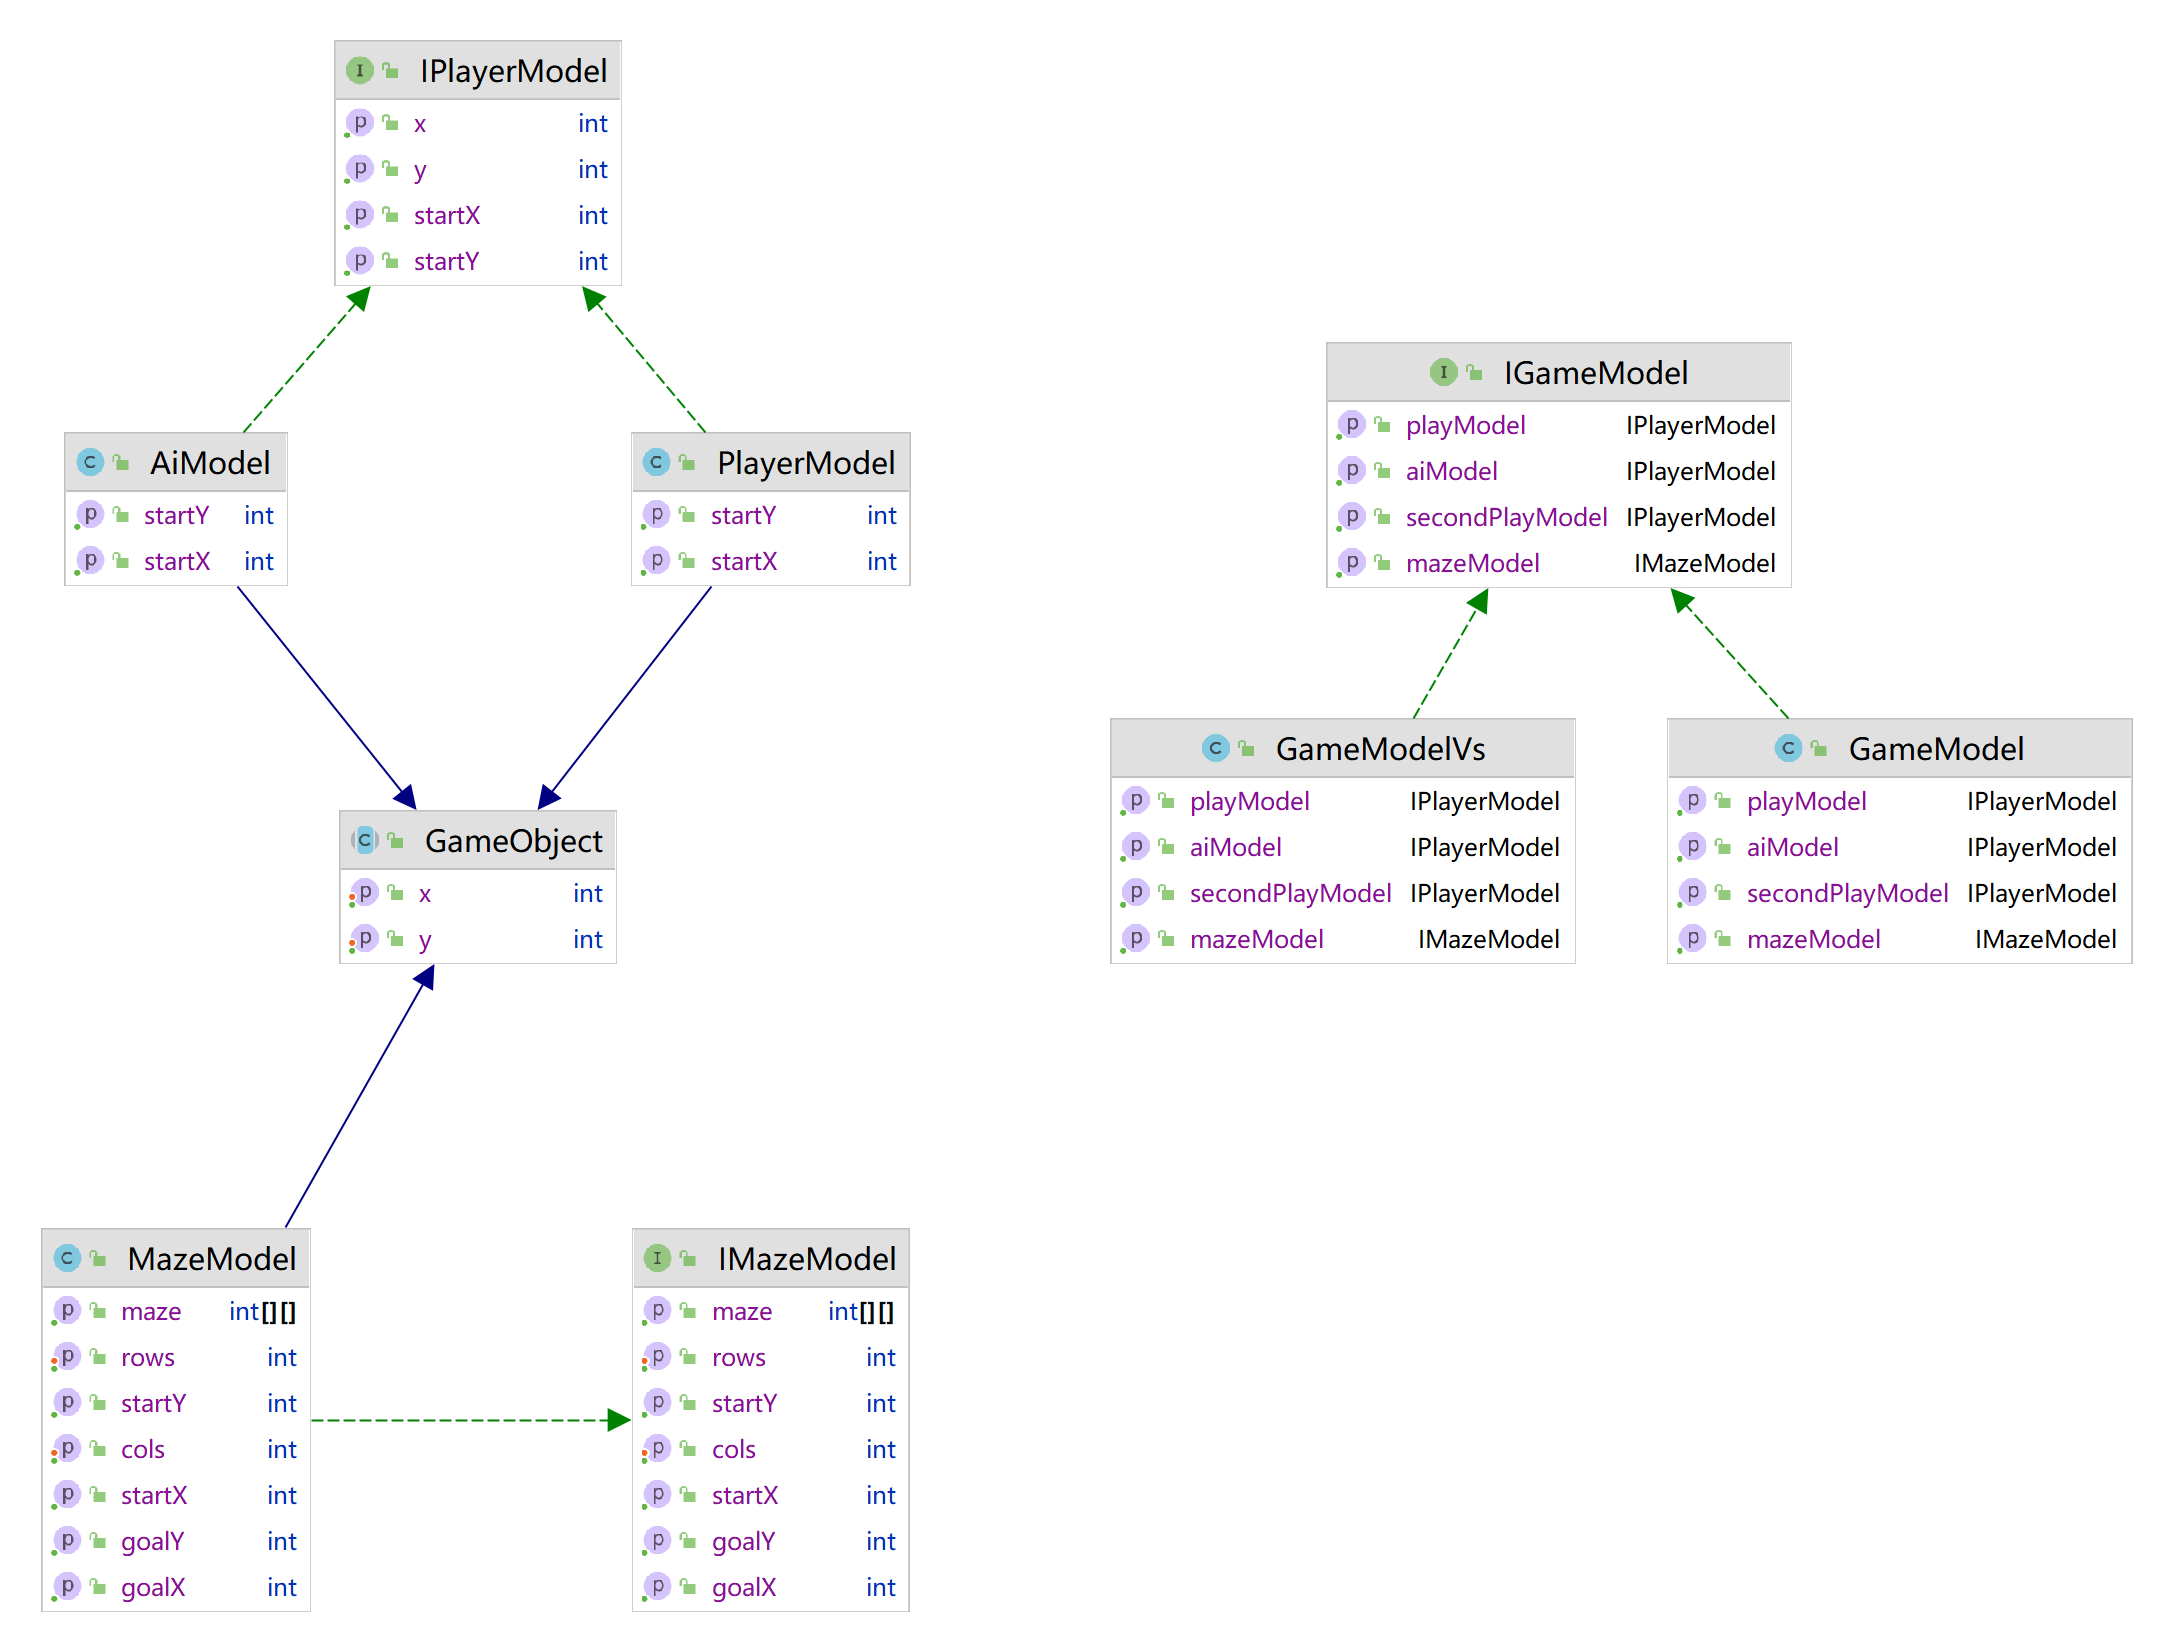 IPlayerModel
x int
y int
startX int
startY int
AiModel
startY int
startX int
PlayerModel
startY int
startX int
IGameModel
playModel IPlayerModel
aiModel IPlayerModel
secondPlayModel IPlayerModel
mazeModel IMazeModel
GameModelVs
playModel IPlayerModel
aiModel IPlayerModel
secondPlayModel IPlayerModel
mazeModel IMazeModel
GameModel
playModel IPlayerModel
aiModel IPlayerModel
secondPlayModel IPlayerModel
mazeModel IMazeModel
GameObject
x int
y int
MazeModel
maze int[][]
rows int
startY int
cols int
startX int
goalY int
goalX int
IMazeModel
maze int[][]
rows int
startY int
cols int
startX int
goalY int
goalX int